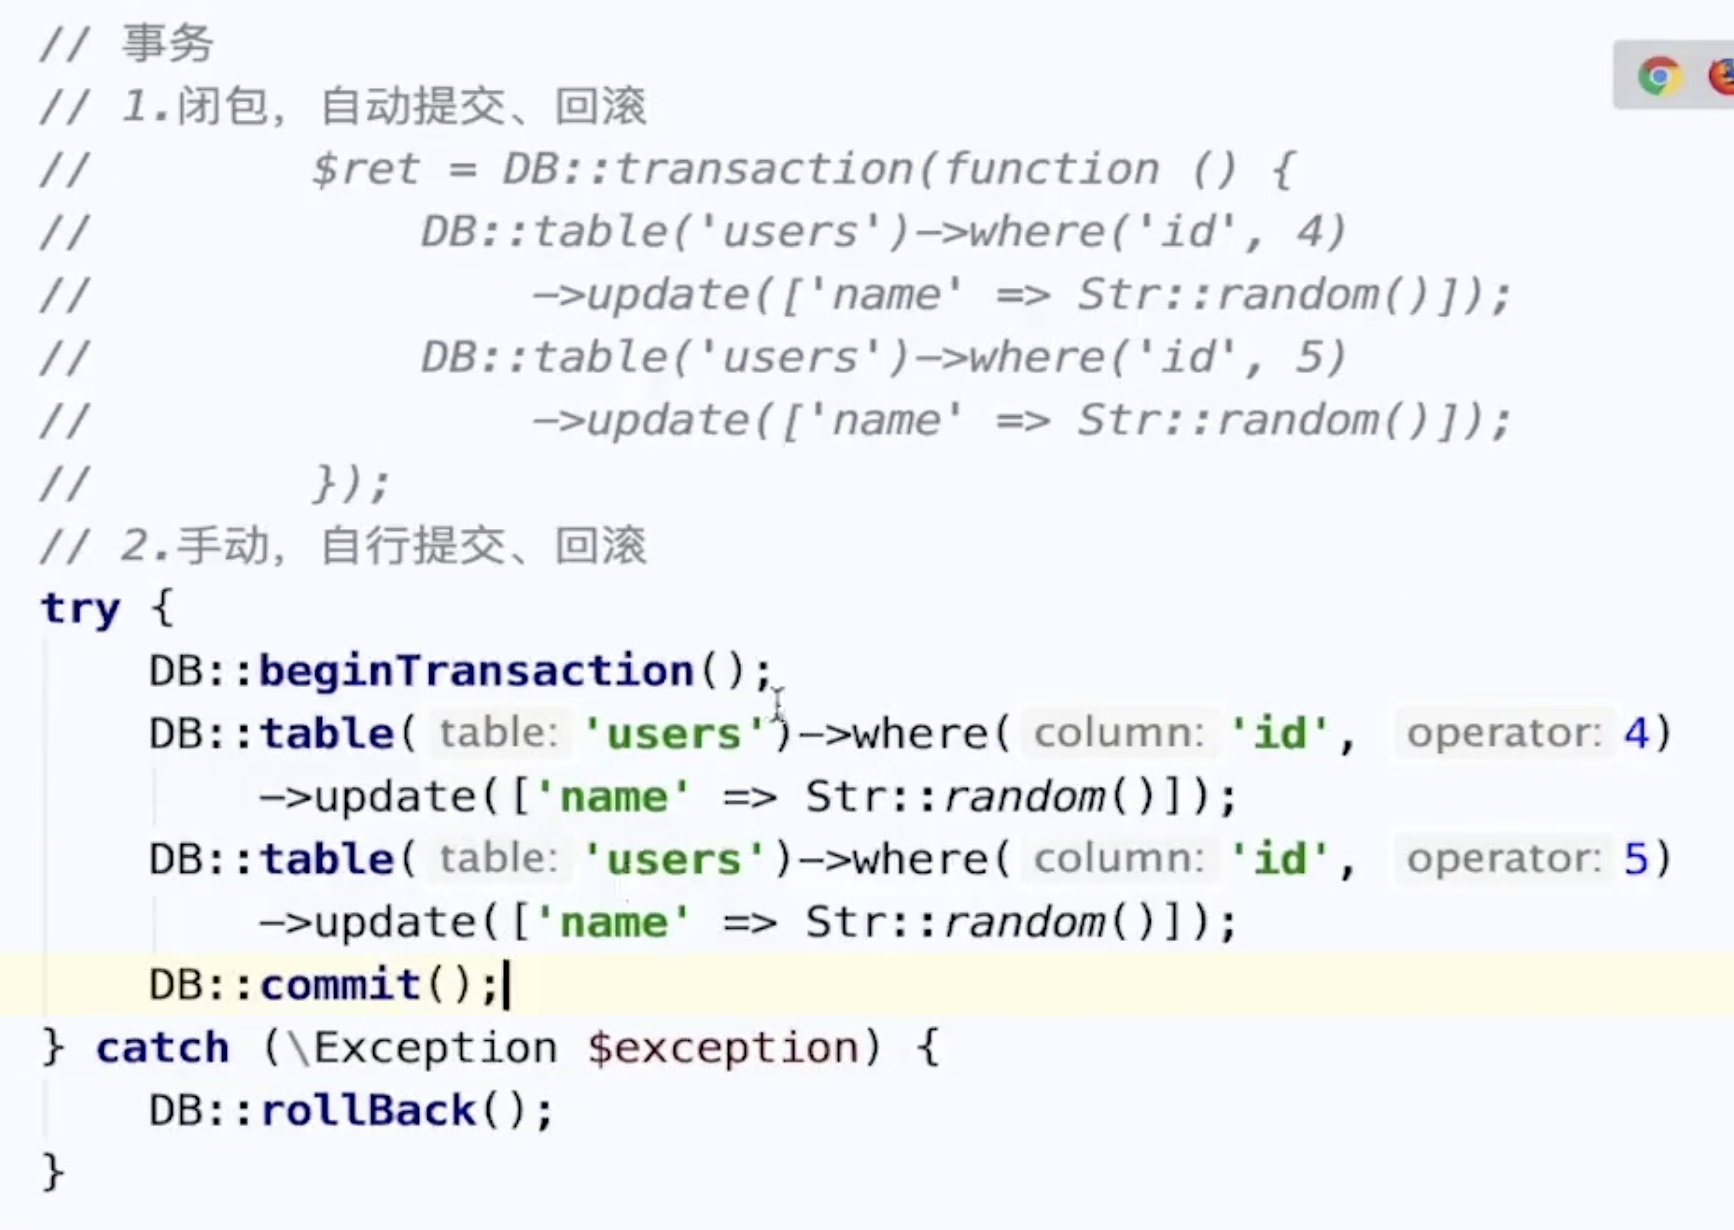 // 事务
// 1.闭包，自动提交、回滚
//        $ret = DB::transaction(function () {
//            DB::table('users')->where('id', 4)
//                ->update(['name' => Str::random()]);
//            DB::table('users')->where('id', 5)
//                ->update(['name' => Str::random()]);
//        });
// 2.手动，自行提交、回滚
try {
    DB::beginTransaction();
    DB::table( table: 'users')->where( column: 'id',  operator: 4)
        ->update(['name' => Str::random()]);
    DB::table( table: 'users')->where( column: 'id',  operator: 5)
        ->update(['name' => Str::random()]);
    DB::commit();
} catch (\Exception $exception) {
    DB::rollBack();
}